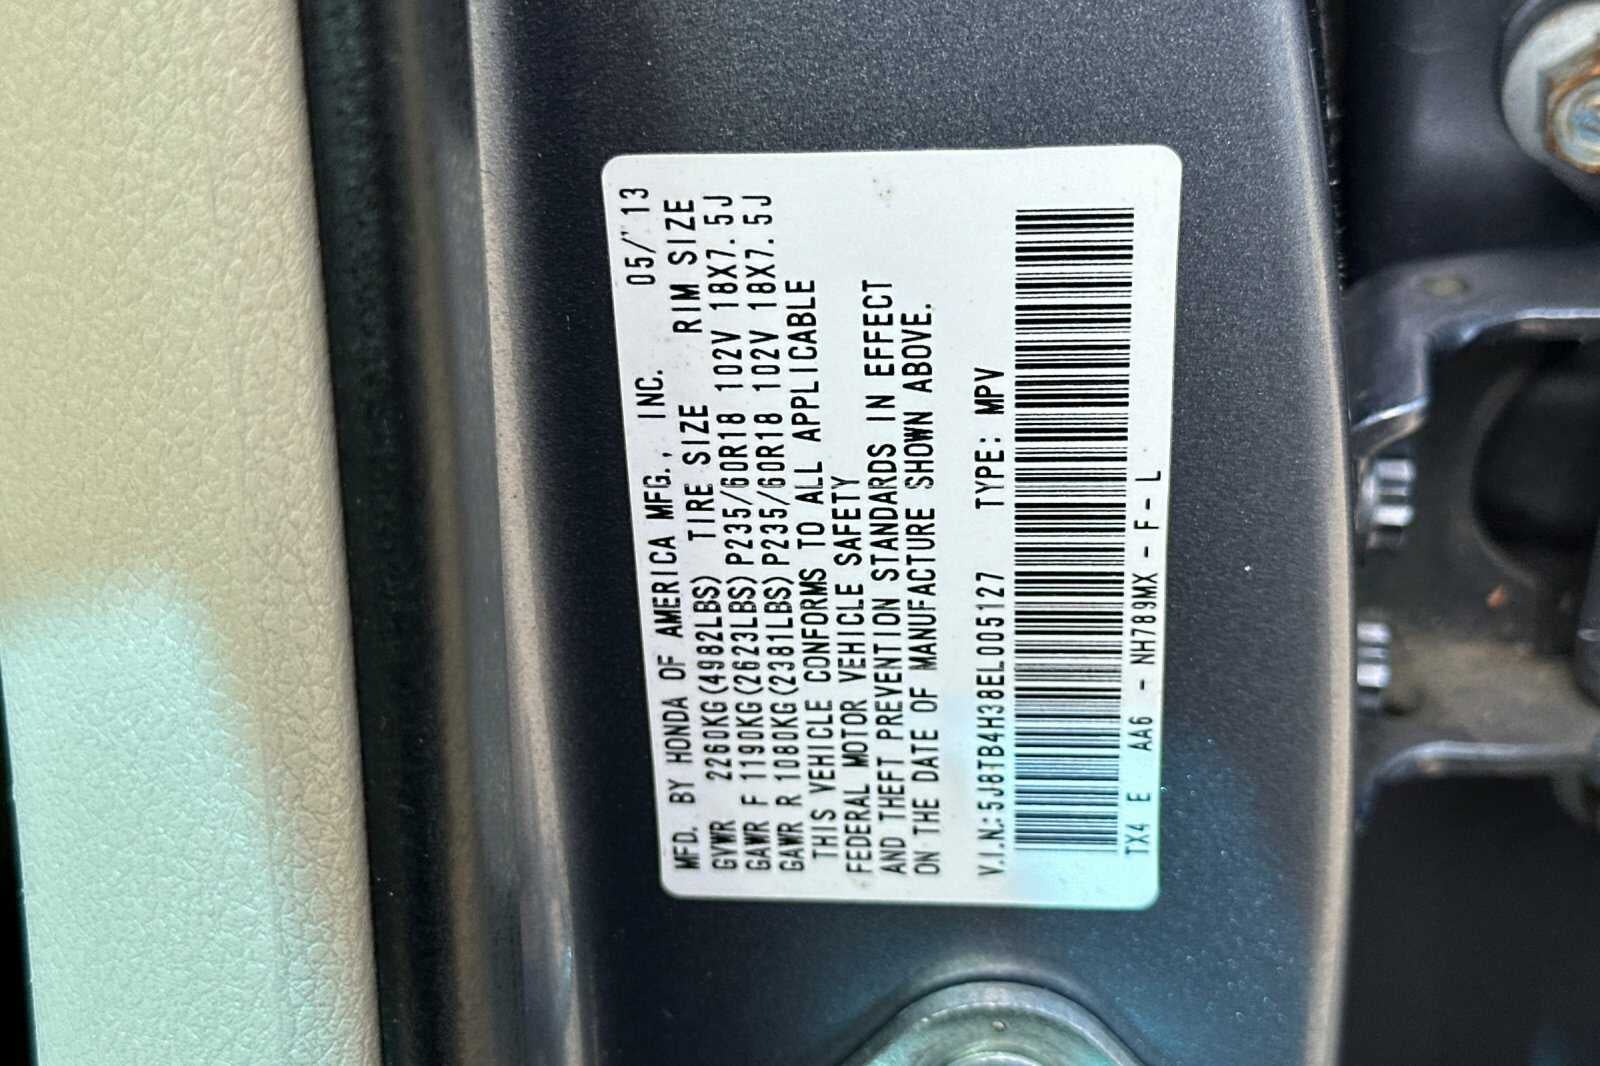 MFD. BY HONDA OF AMERICA MFG., INC. 05/"13
GVWR 2260KG(4982LBS) TIRE SIZE RIM SIZE
GAWR F 1190KG(2623LBS)P235/60R18 102V 18X7.5J
GAWR R 1080KG(2381LBS)P235/60R18 102V 18X7.5J
THIS VEHICLE CONFORMS TO ALL APPLICABLE
FEDERAL MOTOR VEHICLE SAFETY
AND THEFT PREVENTION STANDARDS IN EFFECT
ON THE DATE OF MANUFACTURE SHOWN ABOVE.
V.I.N.:5J8TB4H38EL005127 TYPE: MPV
TX4 E AA6 - NH789MX - F - L